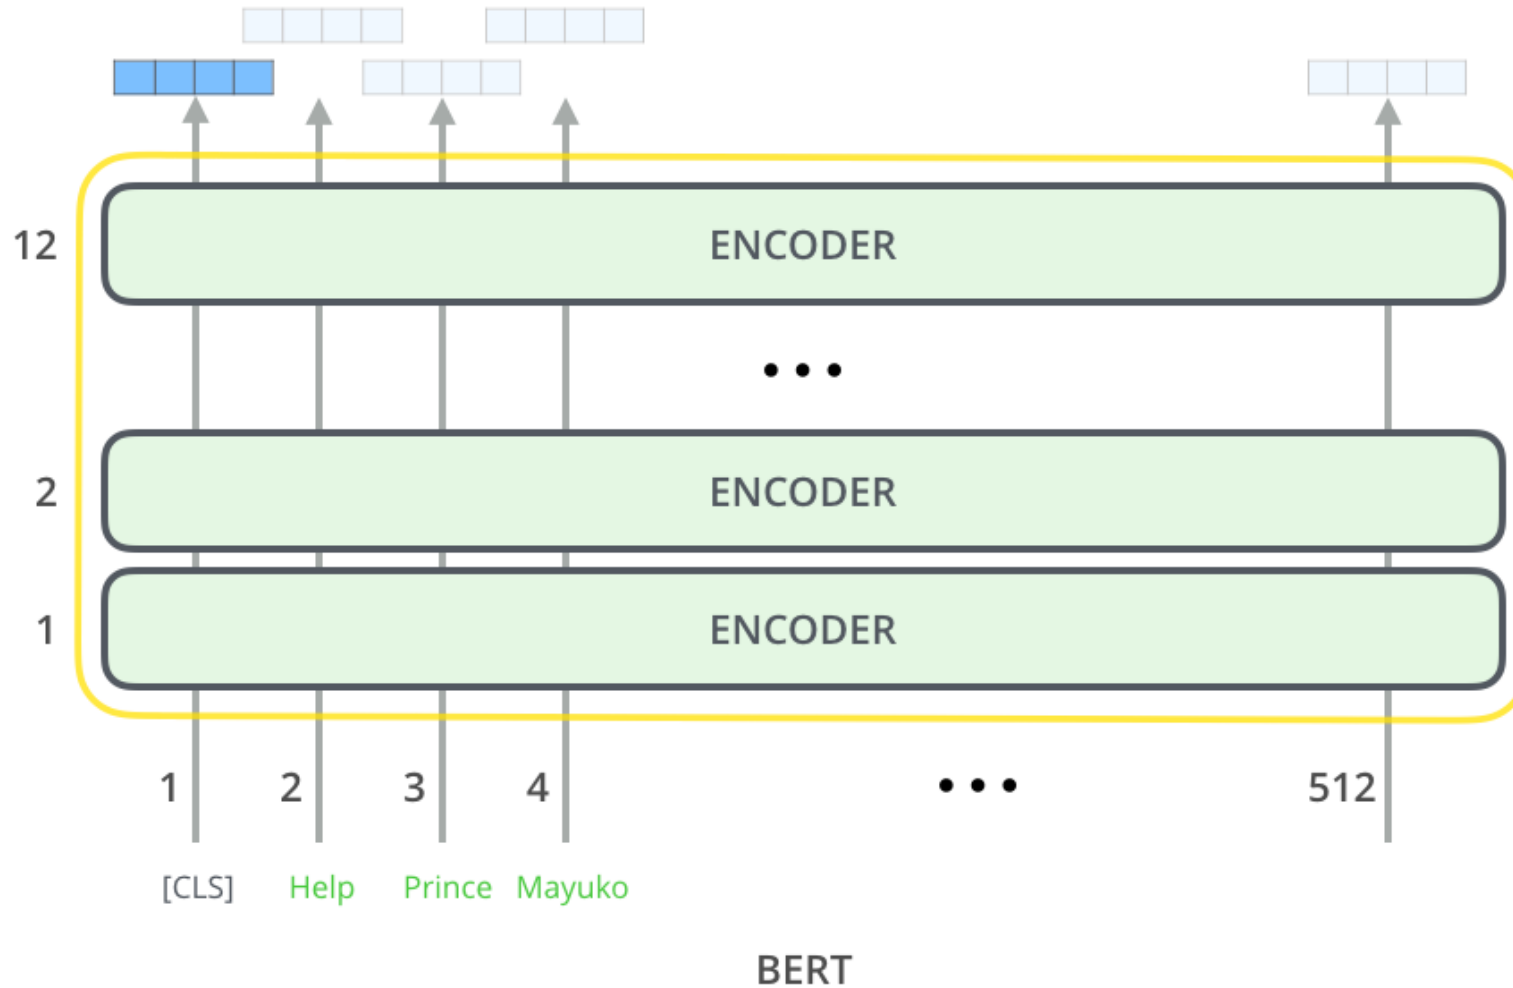 12 ENCODER
•••
2 ENCODER
1 ENCODER
1 2 3 4 ••• 512
[CLS] Help Prince Mayuko
BERT